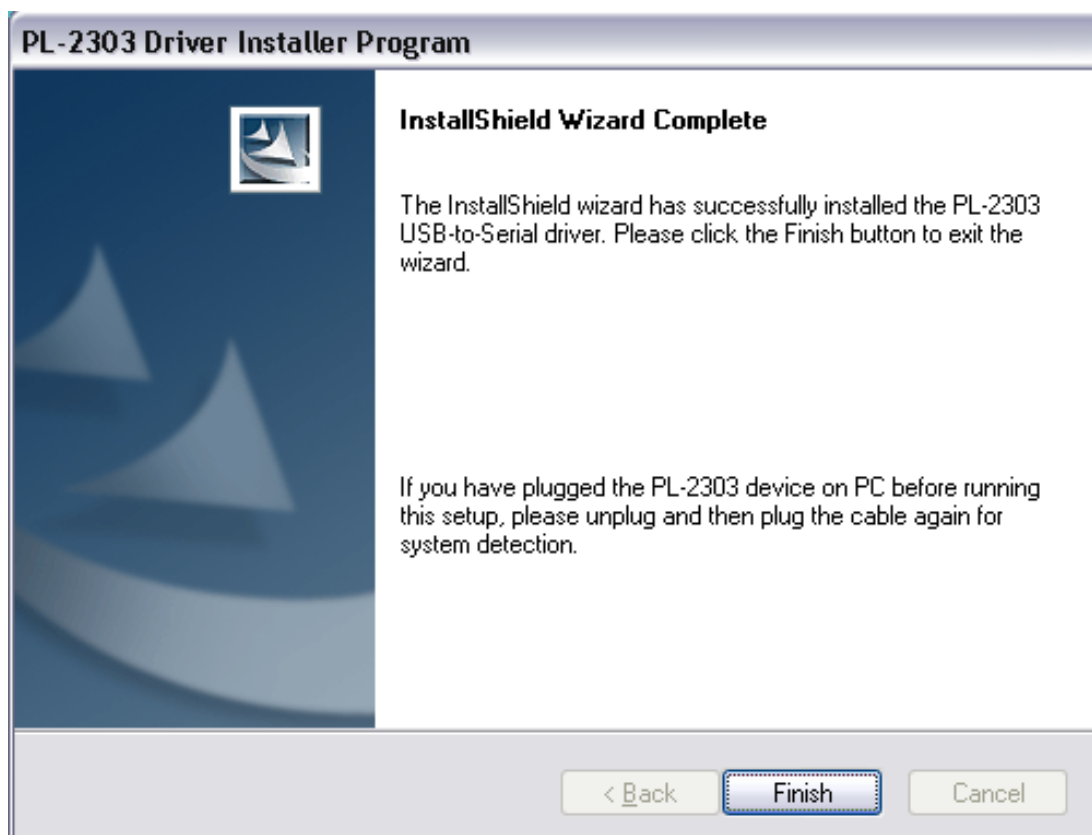 PL-2303 Driver Installer Program
InstallShield Wizard Complete
The InstallShield wizard has successfully installed the PL-2303
USB-to-Serial driver. Please click the Finish button to exit the
wizard.
If you have plugged the PL-2303 device on PC before running
this setup, please unplug and then plug the cable again for
system detection.
< Back
Finish
Cancel